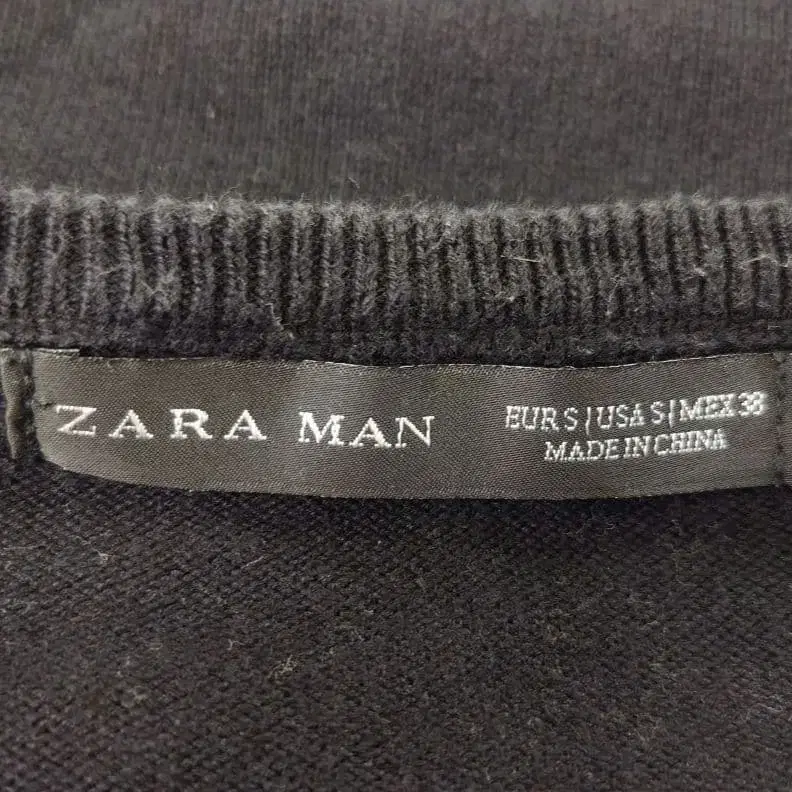 ZARA MAN
EUR S | USA S | MEX 38
MADE IN CHINA